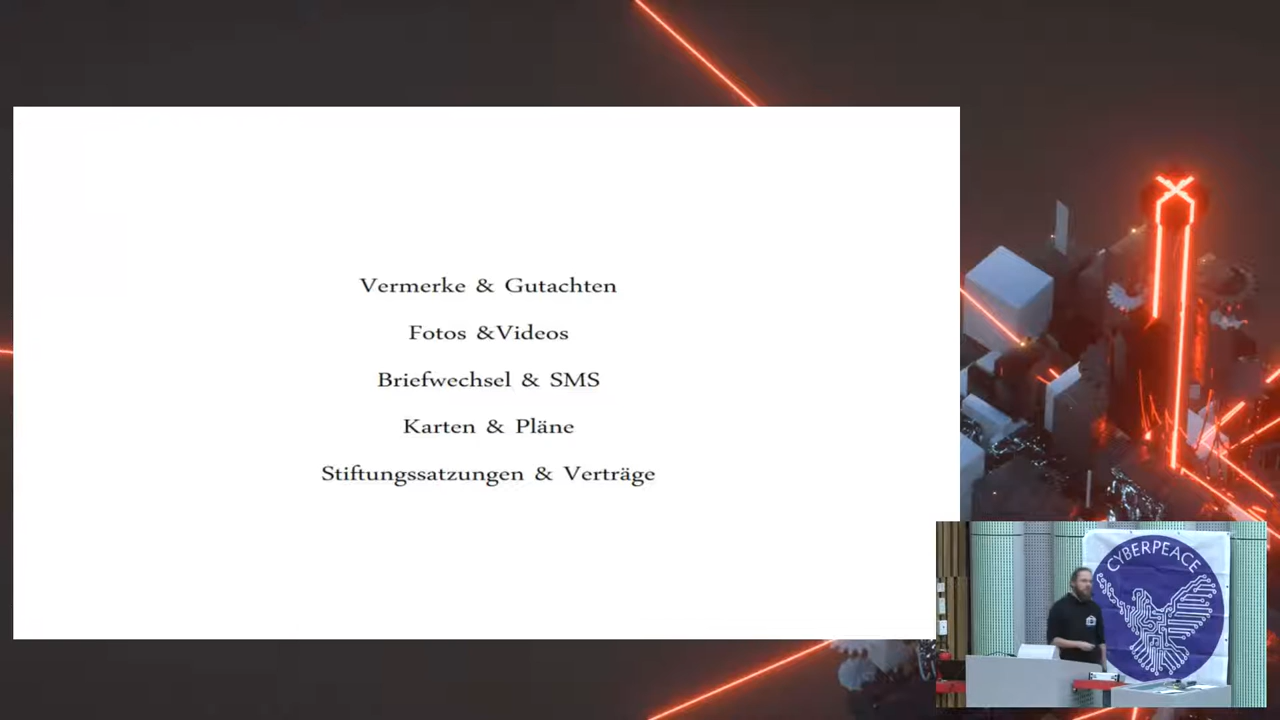 Vermerke & Gutachten
Fotos &Videos
Briefwechsel & SMS
Karten & Pläne
Stiftungssatzungen & Verträge
CYBERPEACE